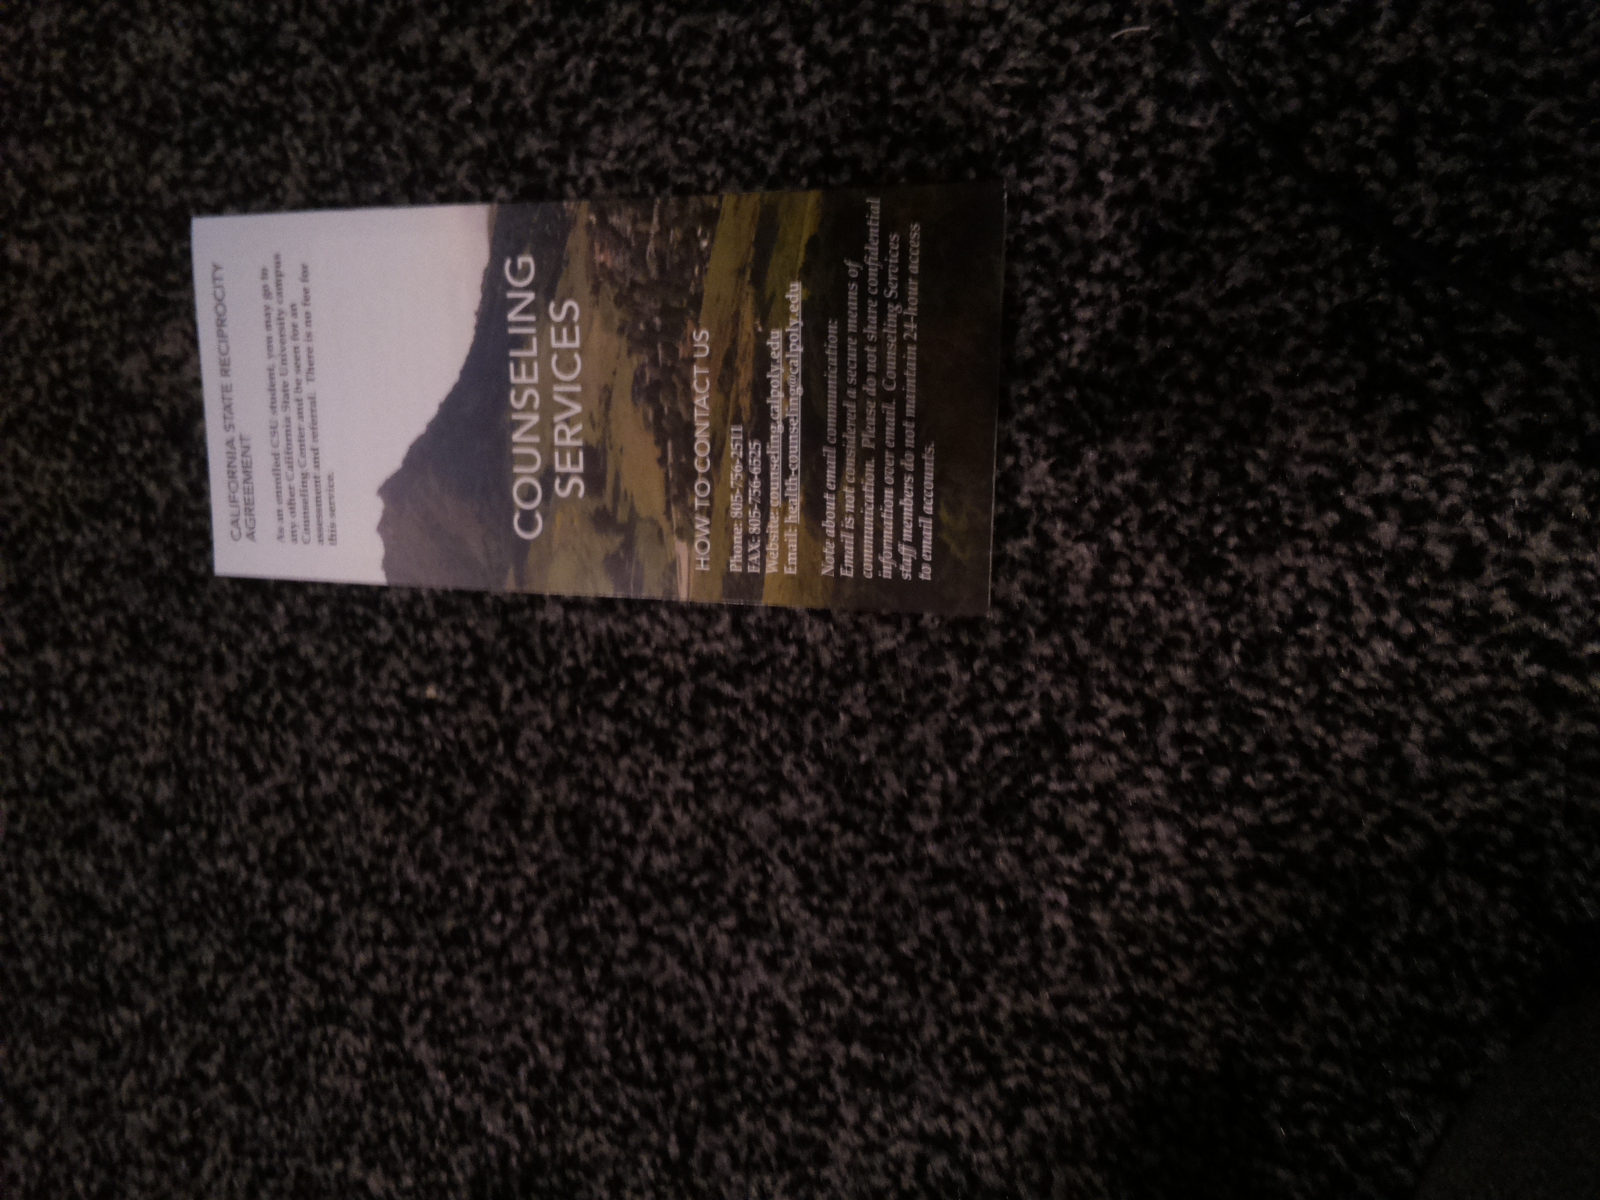 CALIFORNIA STATE RECIPROCITY
AGREEMENT
As an enrolled CSU student, you may go to
any other California State University campus
Counseling Center and be seen for an
assessment and referral. There is no fee for
this service.
COUNSELING
SERVICES
HOW TO CONTACT US
Phone: 805-756-2511
FAX: 805-756-6525
Website: counseling.calpoly.edu
Email: health-counseling@calpoly.edu
Note about email communication:
Email is not considered a secure means of
communication. Please do not share confidential
information over email. Counseling Services
staff members do not maintain 24-hour access
to email accounts.